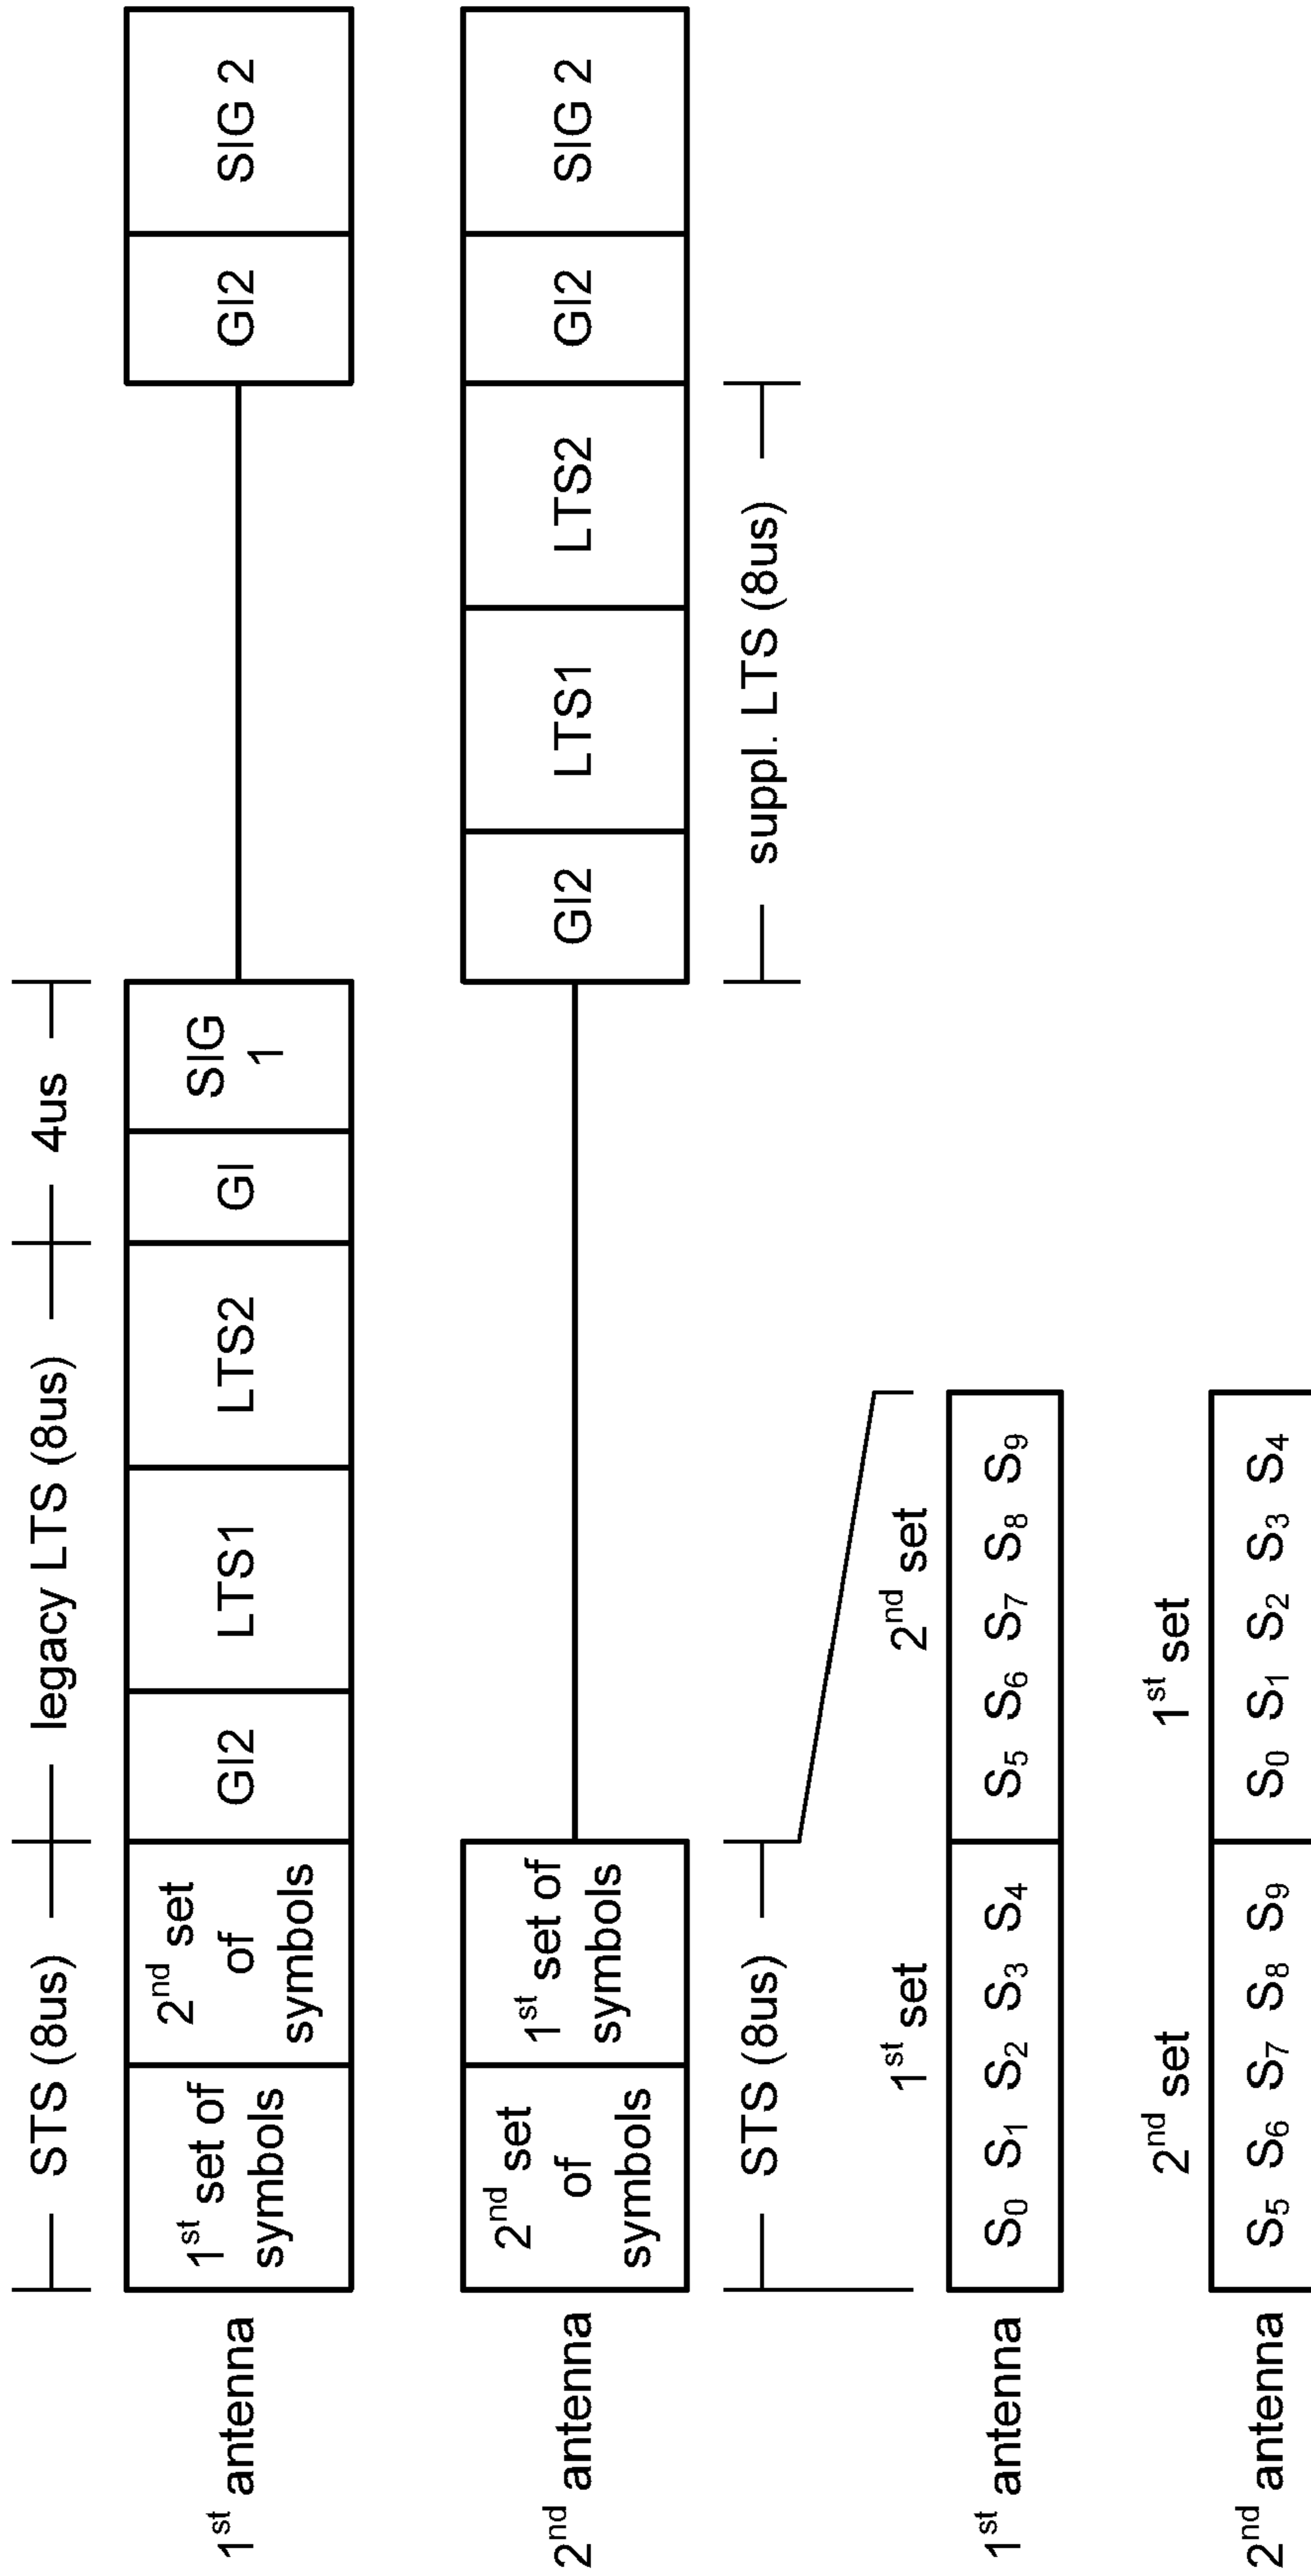 STS (8us)
legacy LTS (8us)
4us
1st antenna
1st set of
symbols
2nd set
of
symbols
GI2
LTS1
LTS2
GI
SIG
1
GI2
SIG 2
2nd antenna
2nd set
of
symbols
1st set of
symbols
GI2
LTS1
LTS2
GI2
SIG 2
STS (8us)
suppl. LTS (8us)
1st set
2nd set
1st antenna
S0 S1 S2 S3 S4
S5 S6 S7 S8 S9
2nd set
1st set
2nd antenna
S5 S6 S7 S8 S9
S0 S1 S2 S3 S4